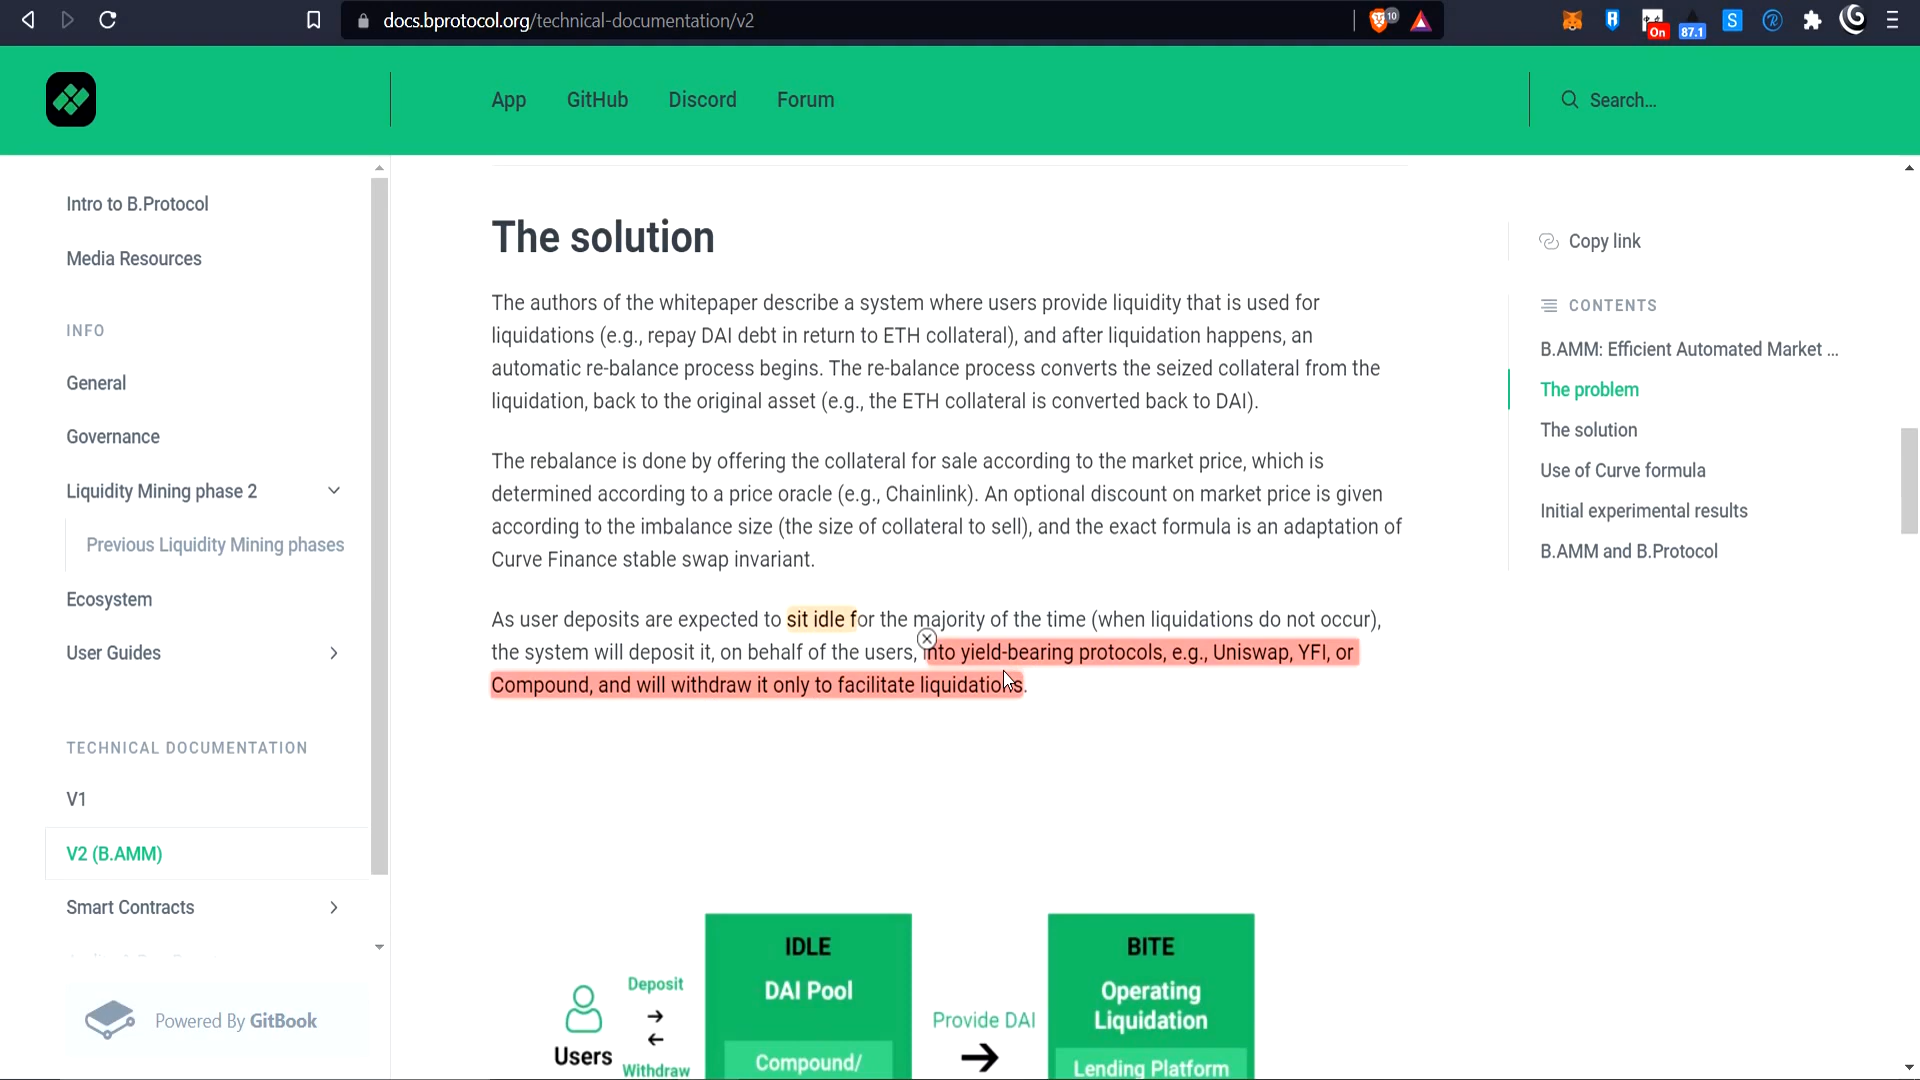 docs.bprotocol.org/technical-documentation/v2
10
On
87.1
S
App
GitHub
Discord
Forum
Search...
Intro to B.Protocol
Media Resources
INFO
General
Governance
Liquidity Mining phase 2
Previous Liquidity Mining phases
Ecosystem
User Guides
TECHNICAL DOCUMENTATION
V1
V2 (B.AMM)
Smart Contracts
Powered By GitBook
The solution
The authors of the whitepaper describe a system where users provide liquidity that is used for
liquidations (e.g., repay DAI debt in return to ETH collateral), and after liquidation happens, an
automatic re-balance process begins. The re-balance process converts the seized collateral from the
liquidation, back to the original asset (e.g., the ETH collateral is converted back to DAI).
The rebalance is done by offering the collateral for sale according to the market price, which is
determined according to a price oracle (e.g., Chainlink). An optional discount on market price is given
according to the imbalance size (the size of collateral to sell), and the exact formula is an adaptation of
Curve Finance stable swap invariant.
As user deposits are expected to sit idle for the majority of the time (when liquidations do not occur),
the system will deposit it, on behalf of the users, into yield-bearing protocols, e.g., Uniswap, YFI, or
Compound, and will withdraw it only to facilitate liquidations.
Users
Deposit
Withdraw
IDLE
DAI Pool
Compound/
Provide DAI
BITE
Operating
Liquidation
Lending Platform
Copy link
CONTENTS
B.AMM: Efficient Automated Market ...
The problem
The solution
Use of Curve formula
Initial experimental results
B.AMM and B.Protocol